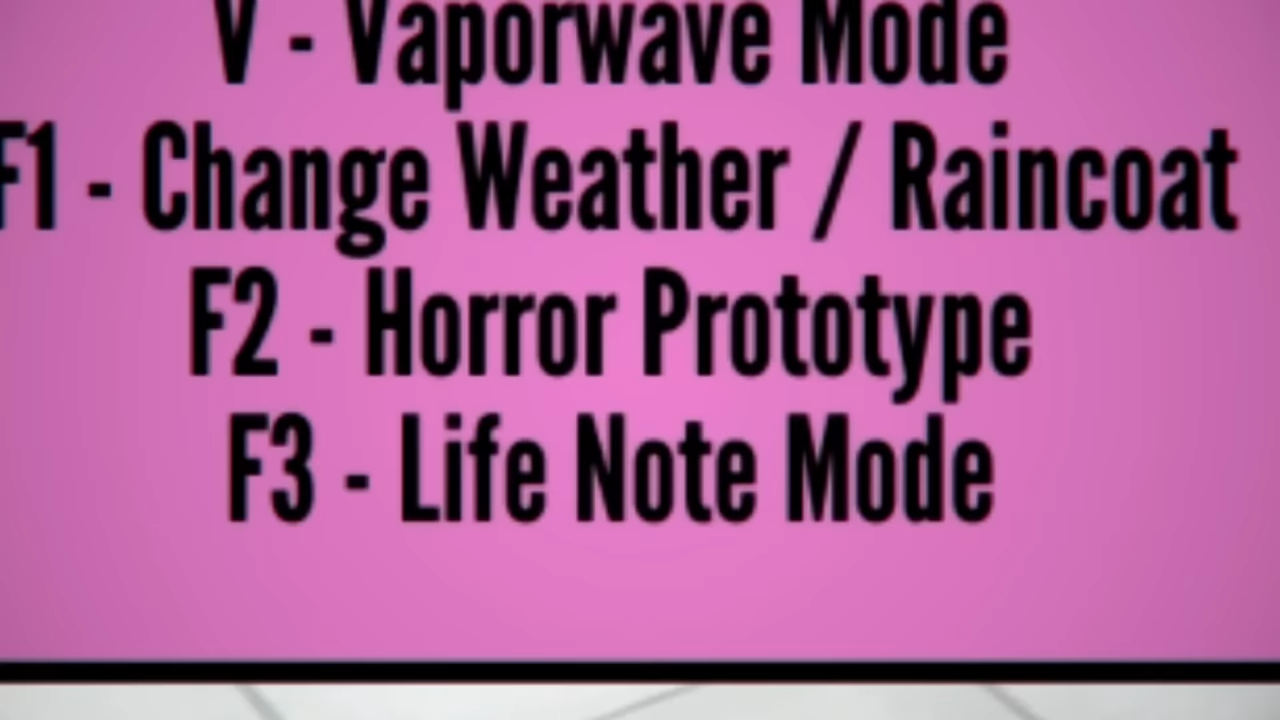 V - Vaporwave Mode
F1 - Change Weather / Raincoat
F2 - Horror Prototype
F3 - Life Note Mode